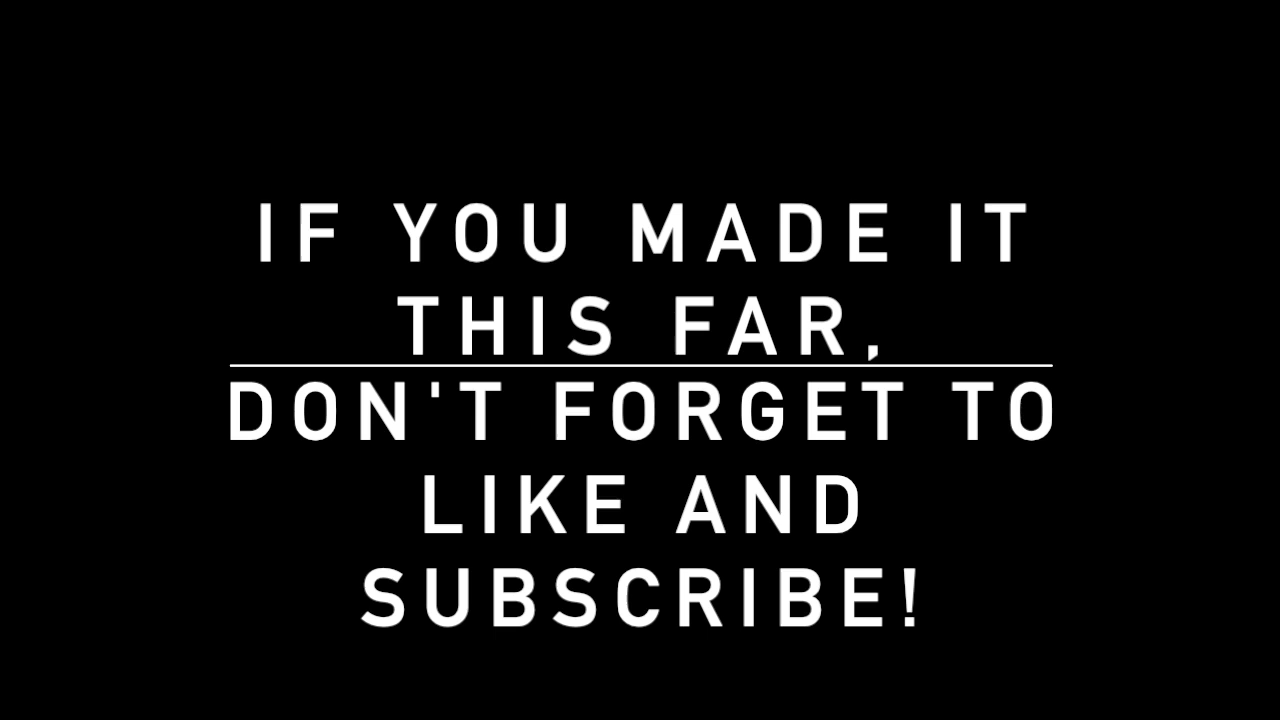 IF YOU MADE IT
THIS FAR,
DON'T FORGET TO
LIKE AND
SUBSCRIBE!